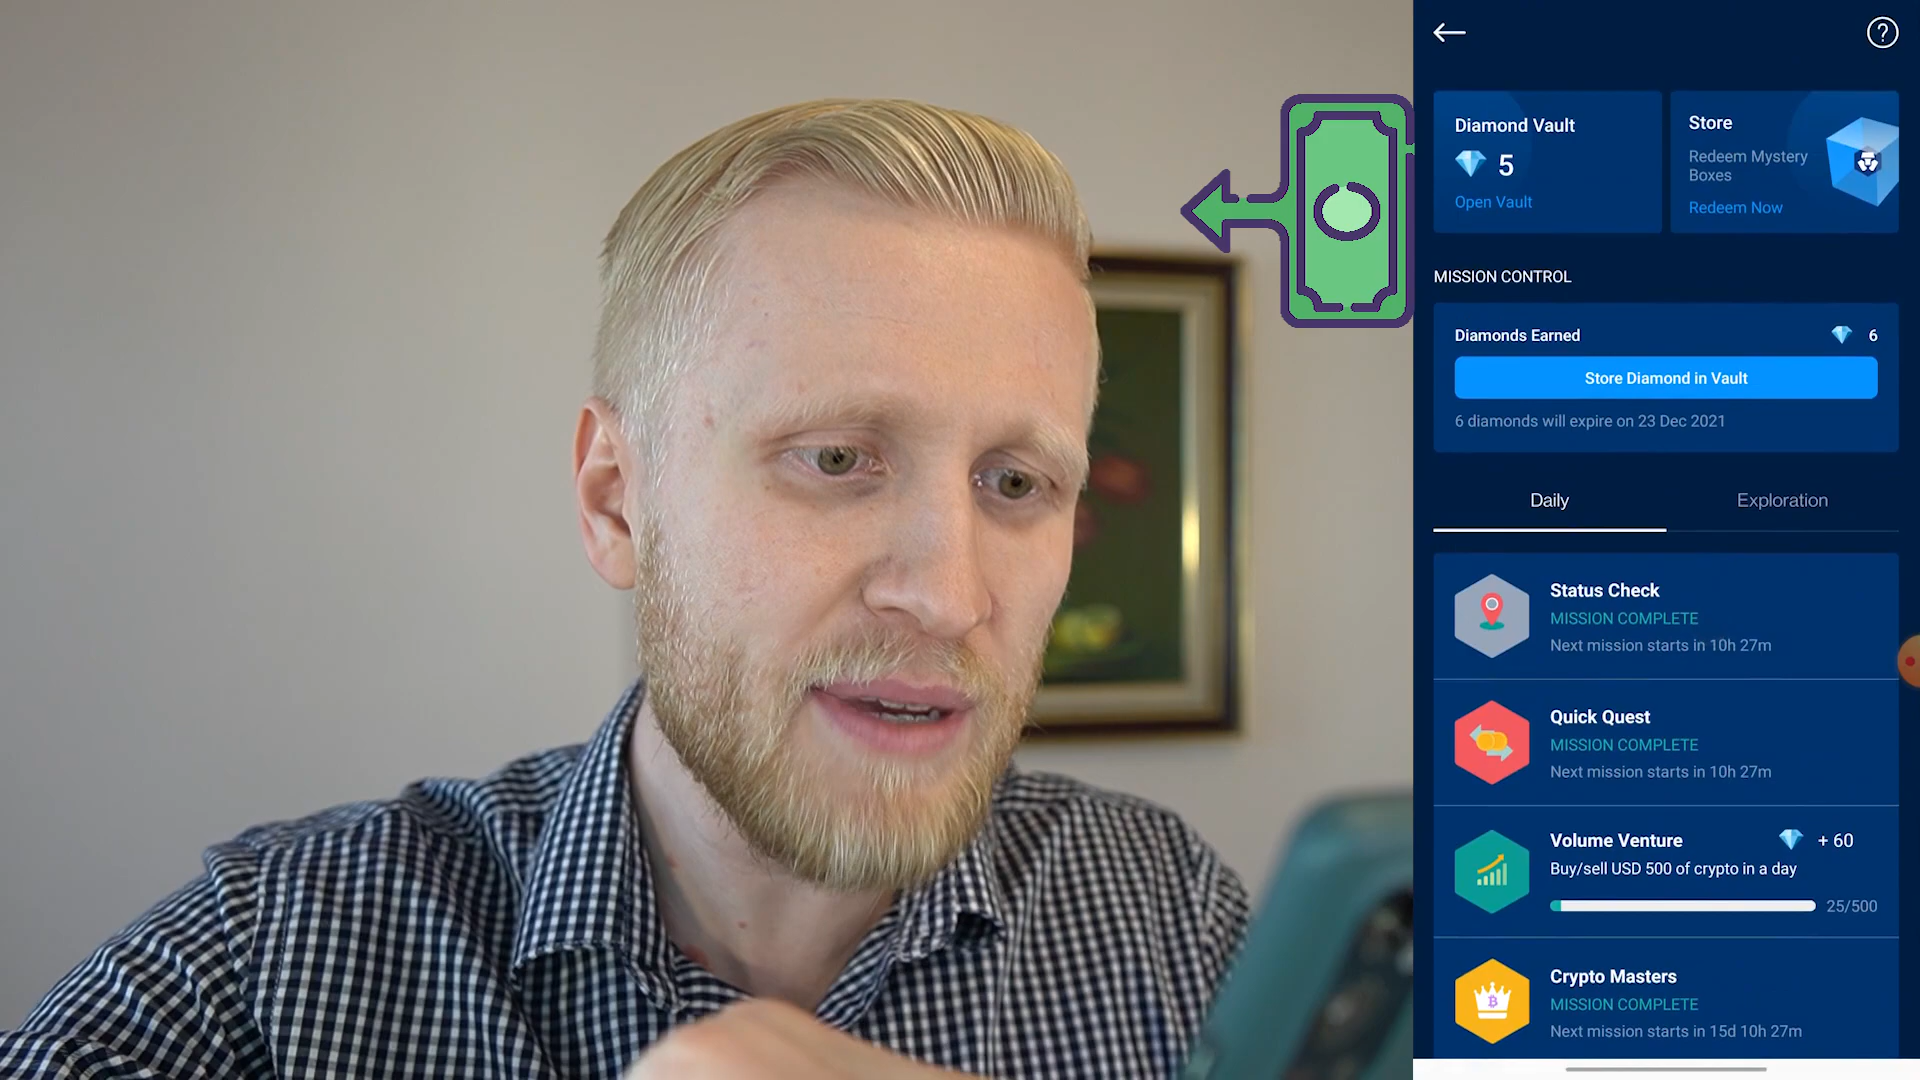 ?
Diamond Vault
5
Open Vault
Store
Redeem Mystery
Boxes
Redeem Now
MISSION CONTROL
Diamonds Earned
6
Store Diamond in Vault
6 diamonds will expire on 23 Dec 2021
Daily
Exploration
Status Check
MISSION COMPLETE
Next mission starts in 10h 27m
Quick Quest
MISSION COMPLETE
Next mission starts in 10h 27m
Volume Venture
+ 60
Buy/sell USD 500 of crypto in a day
25/500
Crypto Masters
MISSION COMPLETE
Next mission starts in 15d 10h 27m